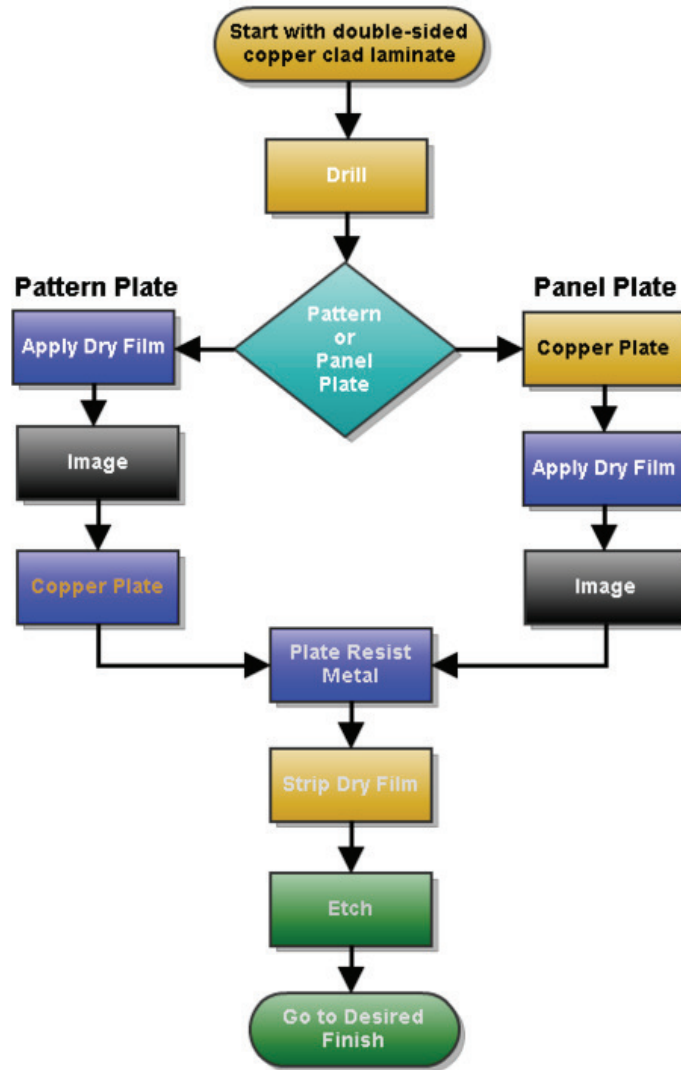 Start with double-sided
copper clad laminate
Drill
Pattern
or
Panel
Plate
Pattern Plate
Apply Dry Film
Image
Copper Plate
Panel Plate
Copper Plate
Apply Dry Film
Image
Plate Resist
Metal
Strip Dry Film
Etch
Go to Desired
Finish